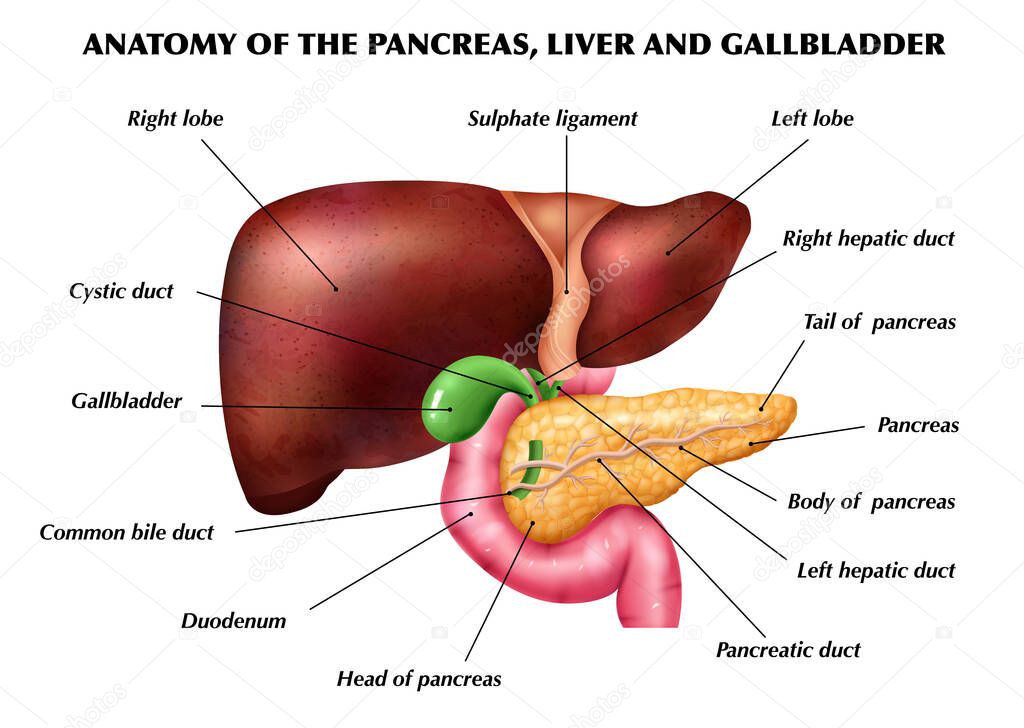 ANATOMY OF THE PANCREAS, LIVER AND GALLBLADDER
Right lobe
Sulphate ligament
Left lobe
Right hepatic duct
Cystic duct
Tail of pancreas
Gallbladder
Pancreas
Body of pancreas
Common bile duct
Left hepatic duct
Duodenum
Pancreatic duct
Head of pancreas
depositphotos